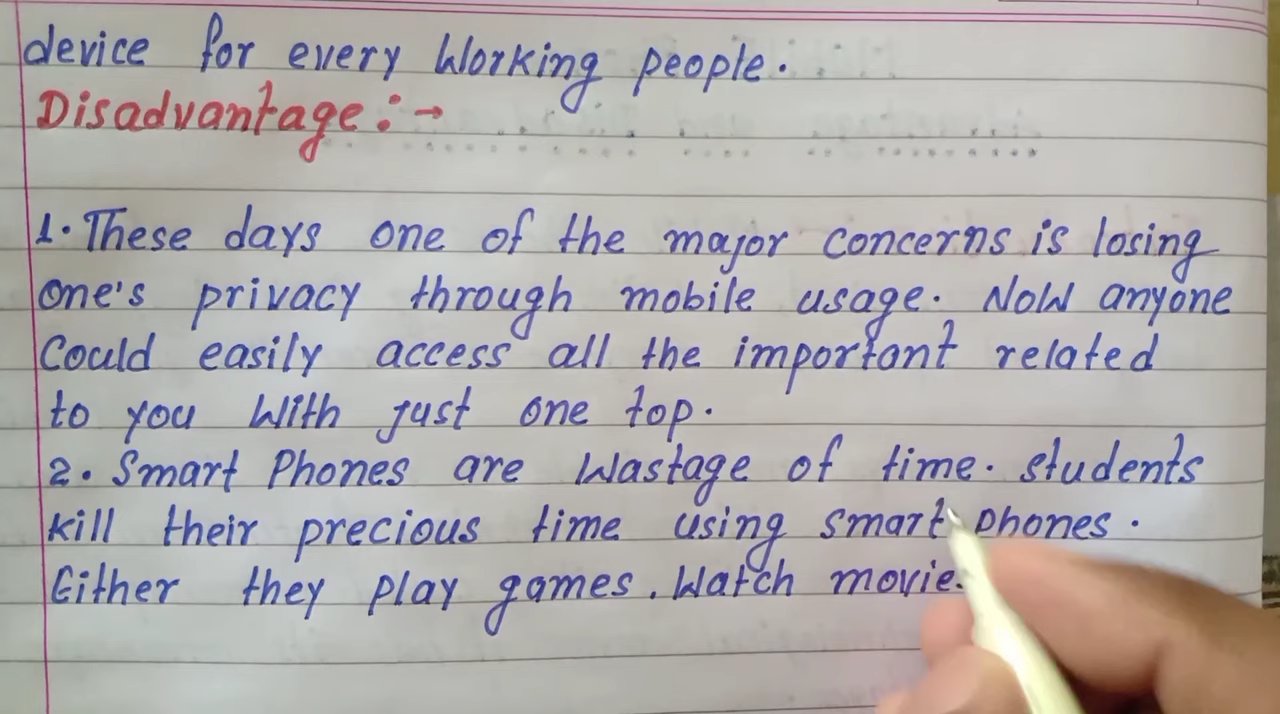 device for every Working people.
Disadvantage:→
1. These days one of the major concerns is losing
one's privacy through mobile usage. Now anyone
Could easily access all the important related
to you With just one top.
2. Smart Phones are Wastage of time. students
kill their precious time using smart phones.
Either they play games. Watch movie